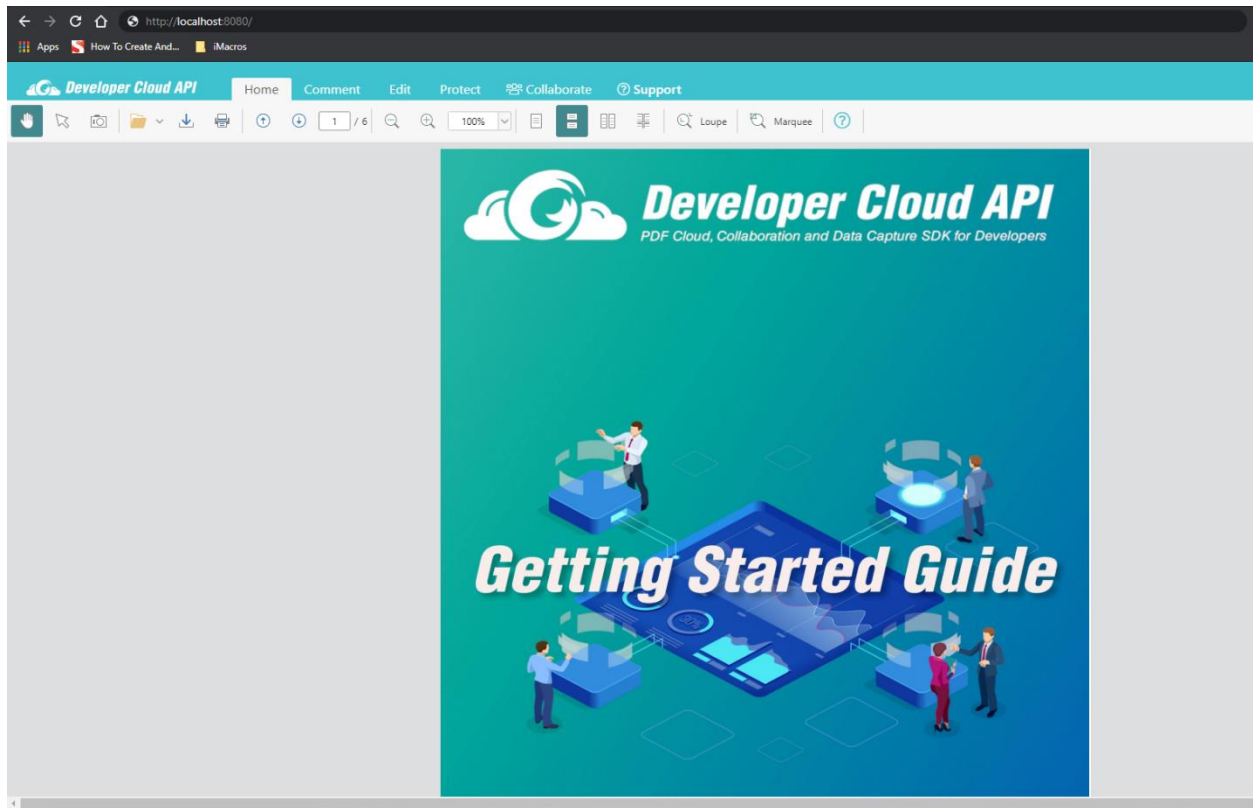 http://localhost:8080/
Apps How To Create And... iMacros
Developer Cloud API Home Comment Edit Protect Collaborate Support
1 / 6 100% Loupe Marquee
Developer Cloud API
PDF Cloud, Collaboration and Data Capture SDK for Developers
Getting Started Guide
80%